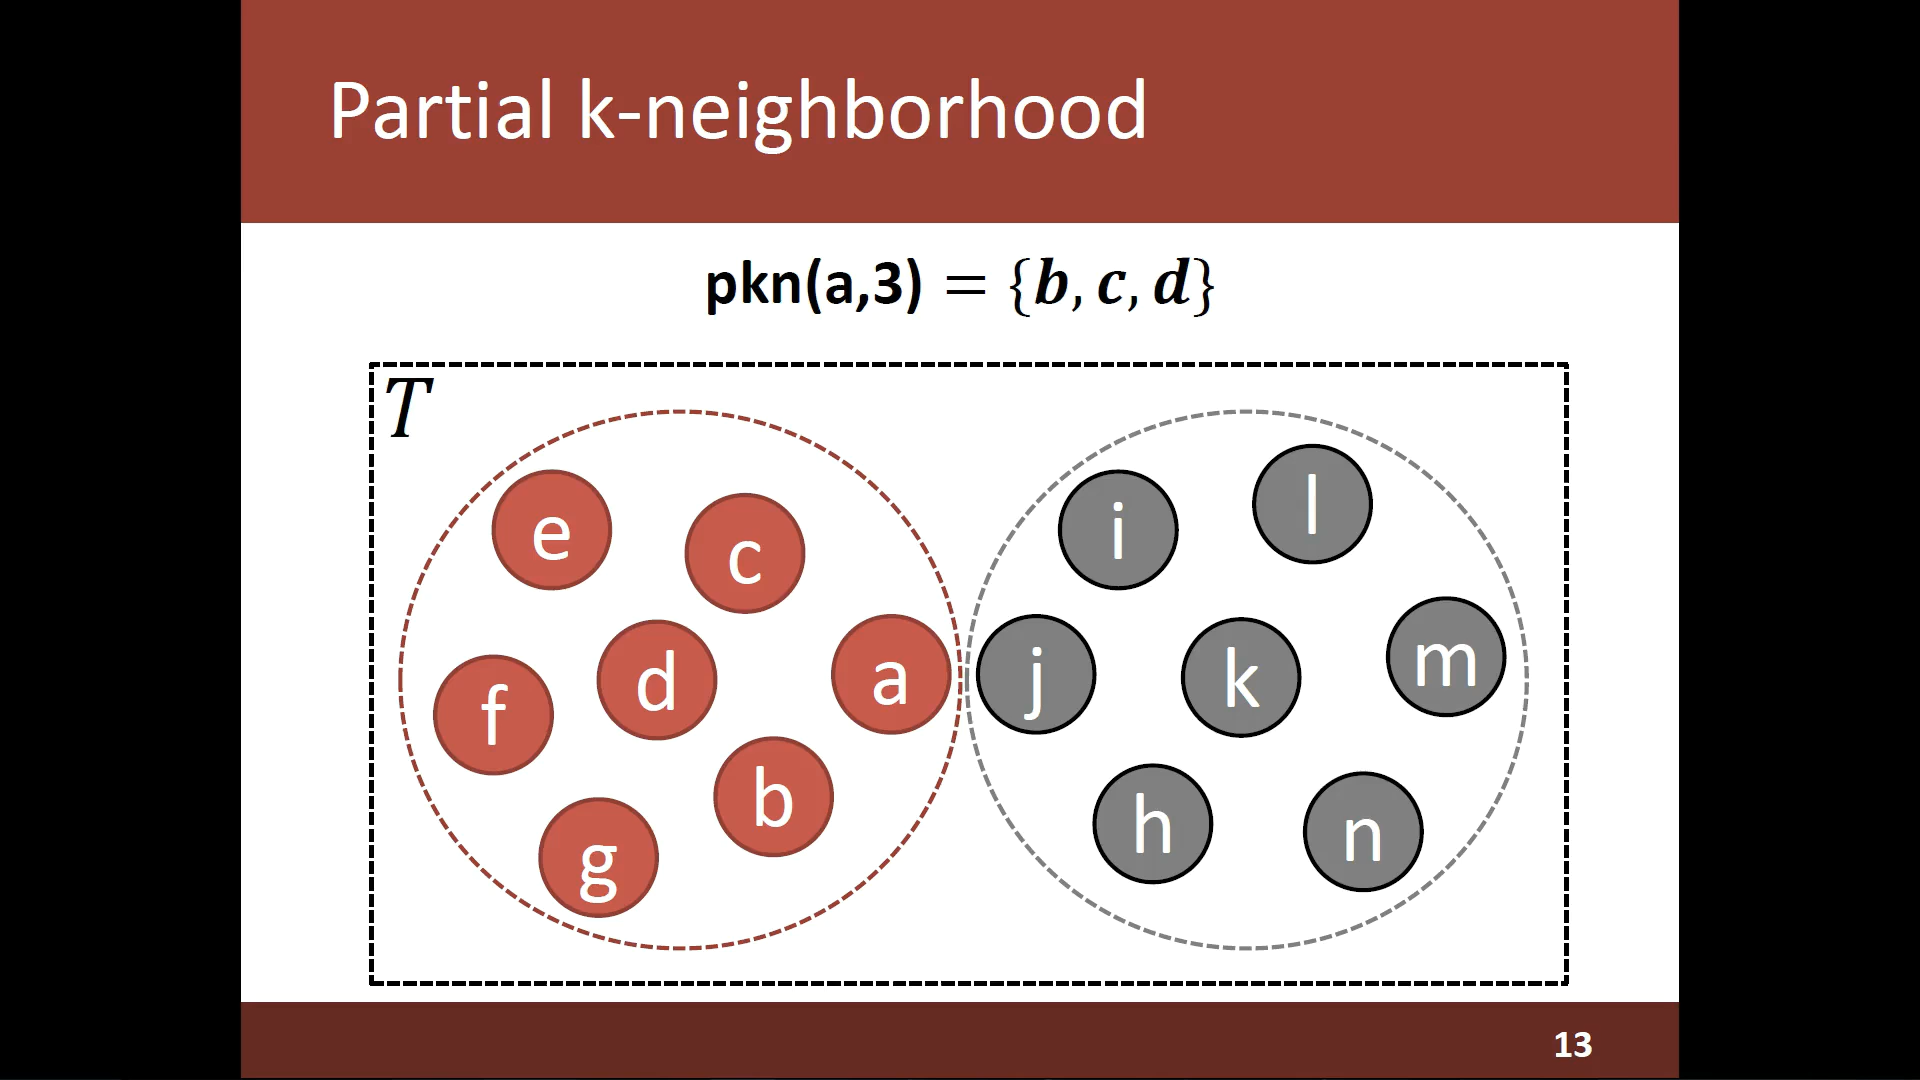 Partial k-neighborhood
pkn(a,3) = {b, c, d}
T
e
c
f
d
a
g
b
i
l
j
k
m
h
n
13